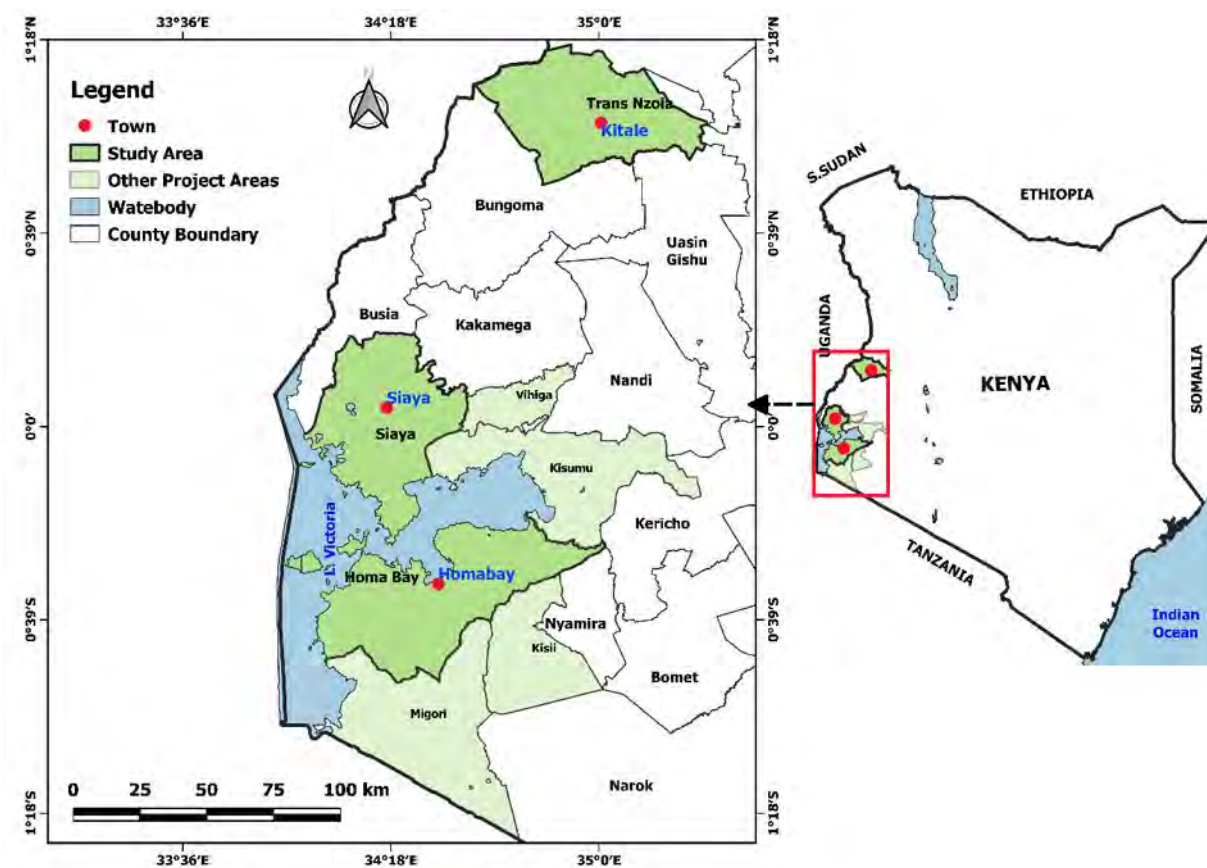 33°36'E
34°18'E
35°0'E
1°18'N
1°18'N
Legend
Town
Study Area
Other Project Areas
Watebody
County Boundary
N
Trans Nzoia
Kitale
Bungoma
0°39'N
0°39'N
Uasin
Gishu
Busia
Kakamega
Nandi
Siaya
Siaya
Vihiga
0°0'
0°0'
Kisumu
Kericho
L. Victoria
Homa Bay
Homabay
Nyamira
0°39'S
0°39'S
Kisii
Bomet
Migori
Narok
0
25
50
75
100 km
1°18'S
1°18'S
33°36'E
34°18'E
35°0'E
S.SUDAN
ETHIOPIA
UGANDA
KENYA
SOMALIA
TANZANIA
Indian
Ocean